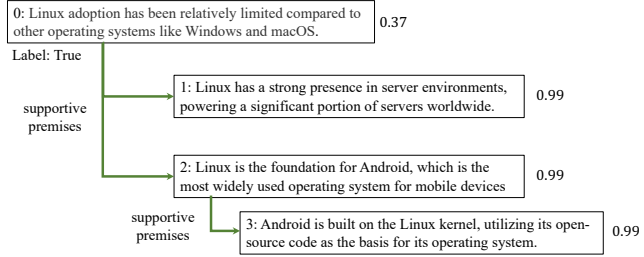 0: Linux adoption has been relatively limited compared to
other operating systems like Windows and macOS.
0.37
Label: True
supportive
premises
1: Linux has a strong presence in server environments,
powering a significant portion of servers worldwide.
0.99
2: Linux is the foundation for Android, which is the
most widely used operating system for mobile devices
0.99
supportive
premises
3: Android is built on the Linux kernel, utilizing its open-
source code as the basis for its operating system.
0.99